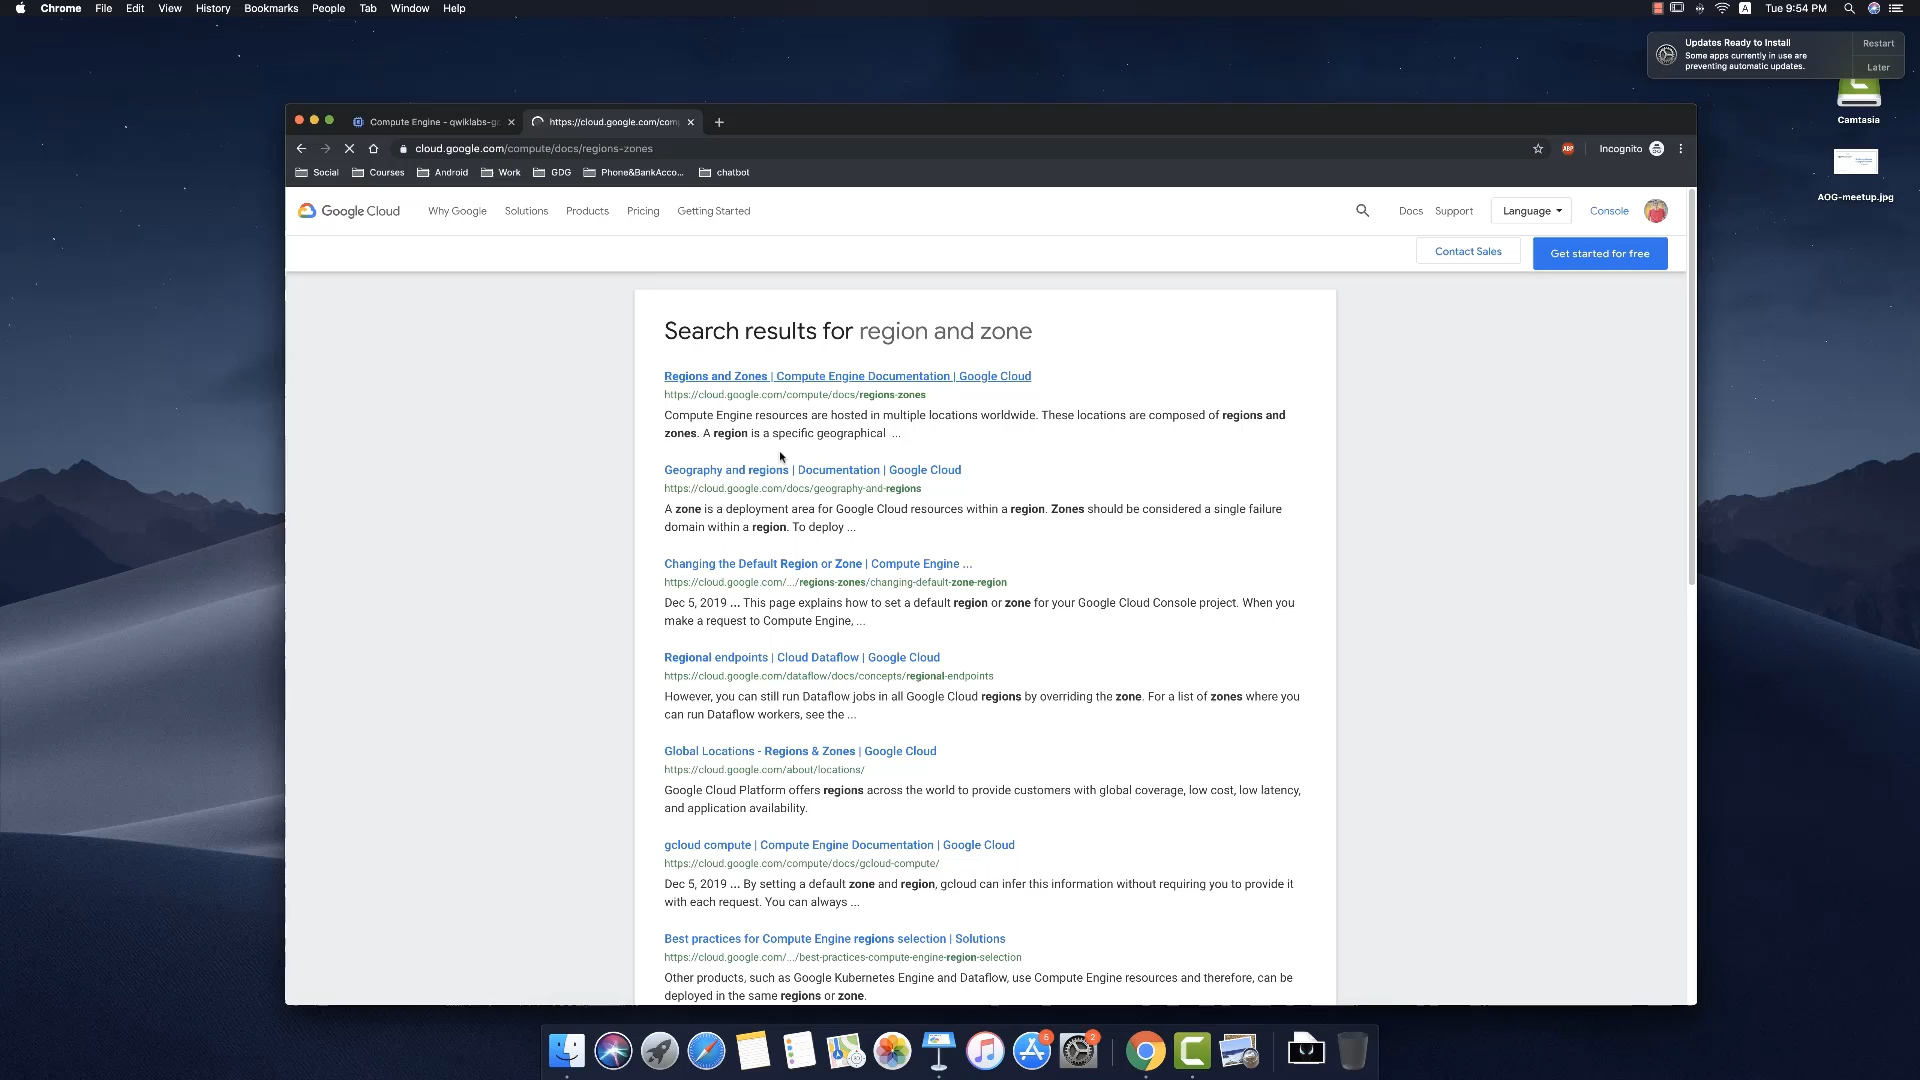 Chrome File Edit View History Bookmarks People Tab Window Help
A Tue 9:54 PM
Updates Ready to Install
Some apps currently in use are
preventing automatic updates.
Restart
Later
Camtasia
AOG-meetup.jpg
Compute Engine - qwiklabs-g
https://cloud.google.com/com
cloud.google.com/compute/docs/regions-zones
ABP
Incognito
Social Courses Android Work GDG Phone&BankAcco... chatbot
Google Cloud Why Google Solutions Products Pricing Getting Started Docs Support Language Console
Contact Sales Get started for free
Search results for region and zone
Regions and Zones | Compute Engine Documentation | Google Cloud
https://cloud.google.com/compute/docs/regions-zones
Compute Engine resources are hosted in multiple locations worldwide. These locations are composed of regions and
zones. A region is a specific geographical ...
Geography and regions | Documentation | Google Cloud
https://cloud.google.com/docs/geography-and-regions
A zone is a deployment area for Google Cloud resources within a region. Zones should be considered a single failure
domain within a region. To deploy ...
Changing the Default Region or Zone | Compute Engine ...
https://cloud.google.com/.../regions-zones/changing-default-zone-region
Dec 5, 2019 ... This page explains how to set a default region or zone for your Google Cloud Console project. When you
make a request to Compute Engine, ...
Regional endpoints | Cloud Dataflow | Google Cloud
https://cloud.google.com/dataflow/docs/concepts/regional-endpoints
However, you can still run Dataflow jobs in all Google Cloud regions by overriding the zone. For a list of zones where you
can run Dataflow workers, see the ...
Global Locations - Regions & Zones | Google Cloud
https://cloud.google.com/about/locations/
Google Cloud Platform offers regions across the world to provide customers with global coverage, low cost, low latency,
and application availability.
gcloud compute | Compute Engine Documentation | Google Cloud
https://cloud.google.com/compute/docs/gcloud-compute/
Dec 5, 2019 ... By setting a default zone and region, gcloud can infer this information without requiring you to provide it
with each request. You can always ...
Best practices for Compute Engine regions selection | Solutions
https://cloud.google.com/.../best-practices-compute-engine-region-selection
Other products, such as Google Kubernetes Engine and Dataflow, use Compute Engine resources and therefore, can be
deployed in the same regions or zone.
5
2